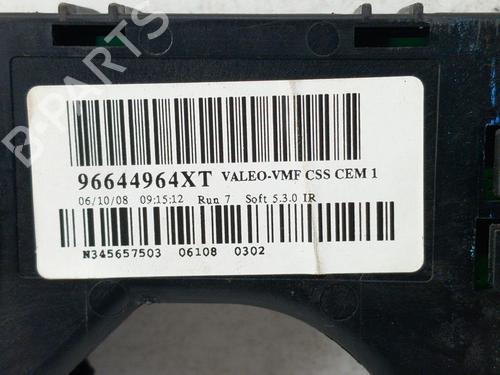 B-PARTS
96644964XT VALEO-VMF CSS CEM 1
06/10/08 09:15:12 Run 7 Soft 5.3.0 IR
N345657503 06108 0302